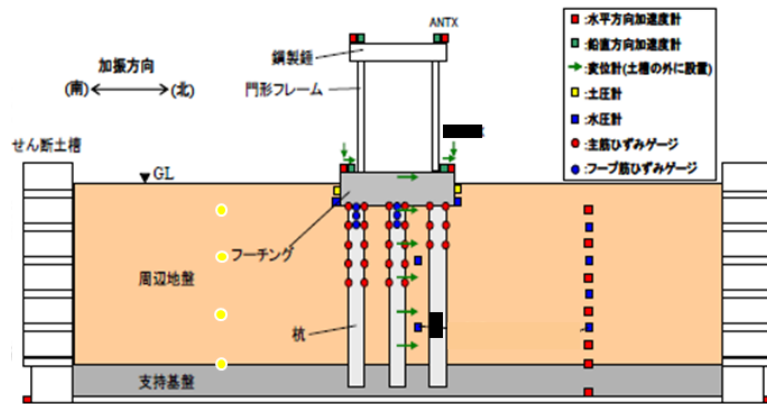 ANTX
鋼製錘
加振方向
(南)
(北)
門形フレーム
せん断土槽
GL
フーチング
周辺地盤
杭
支持基盤
:水平方向加速度計
:鉛直方向加速度計
:変位計(土槽の外に設置)
:土圧計
:水圧計
:主筋ひずみゲージ
:フープ筋ひずみゲージ